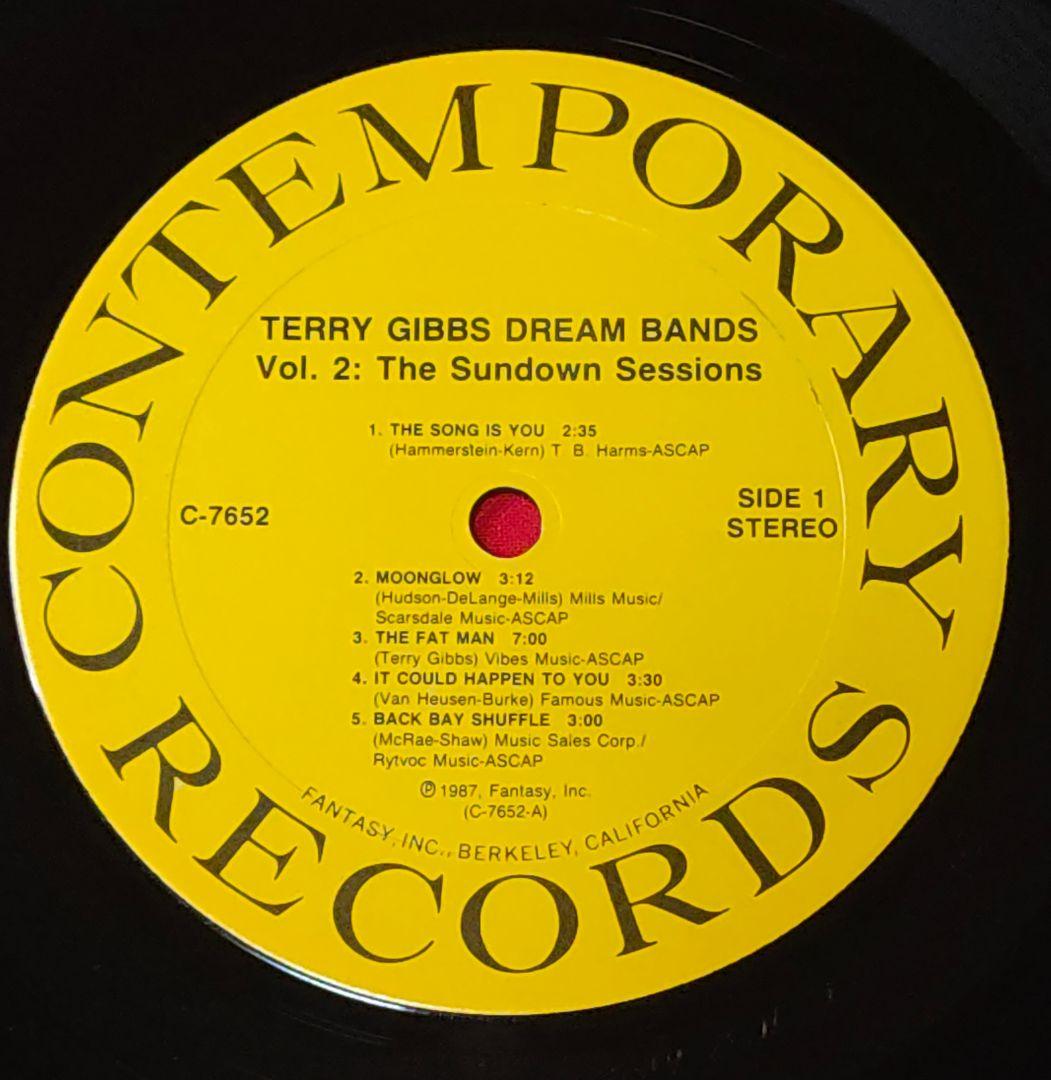 CONTEMPORARY
TERRY GIBBS DREAM BANDS
Vol. 2: The Sundown Sessions
1. THE SONG IS YOU 2:35
(Hammerstein-Kern) T. B. Harms-ASCAP
C-7652
SIDE 1
STEREO
2. MOONGLOW 3:12
(Hudson-DeLange-Mills) Mills Music/
Scarsdale Music-ASCAP
3. THE FAT MAN 7:00
(Terry Gibbs) Vibes Music-ASCAP
4. IT COULD HAPPEN TO YOU 3:30
(Van Heusen-Burke) Famous Music-ASCAP
5. BACK BAY SHUFFLE 3:00
(McRae-Shaw) Music Sales Corp./
Rytvoc Music-ASCAP
℗ 1987, Fantasy, Inc.
(C-7652-A)
FANTASY, INC., BERKELEY, CALIFORNIA
RECORDS